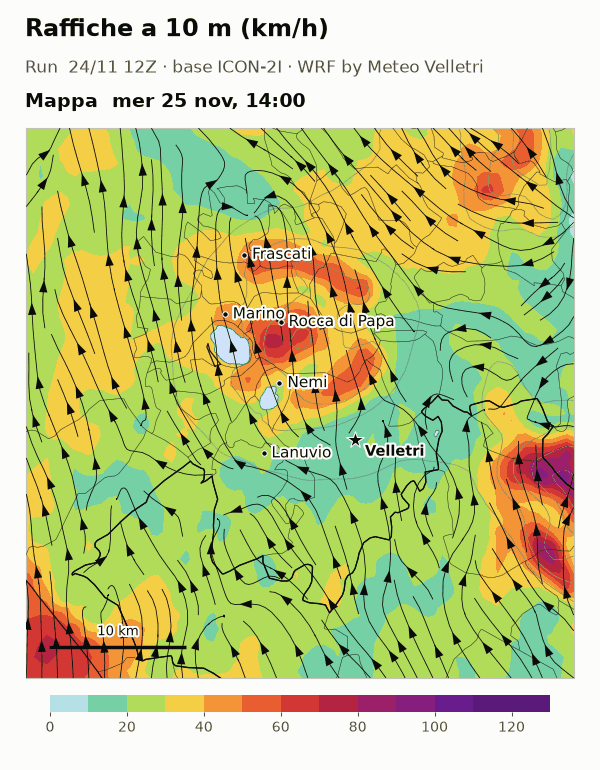 Raffiche a 10 m (km/h)
Run  24/11 12Z · base ICON-2I · WRF by Meteo Velletri
Mappa  mer 25 nov, 14:00
Frascati
Marino
Rocca di Papa
Nemi
Lanuvio
Velletri
10 km
0 20 40 60 80 100 120